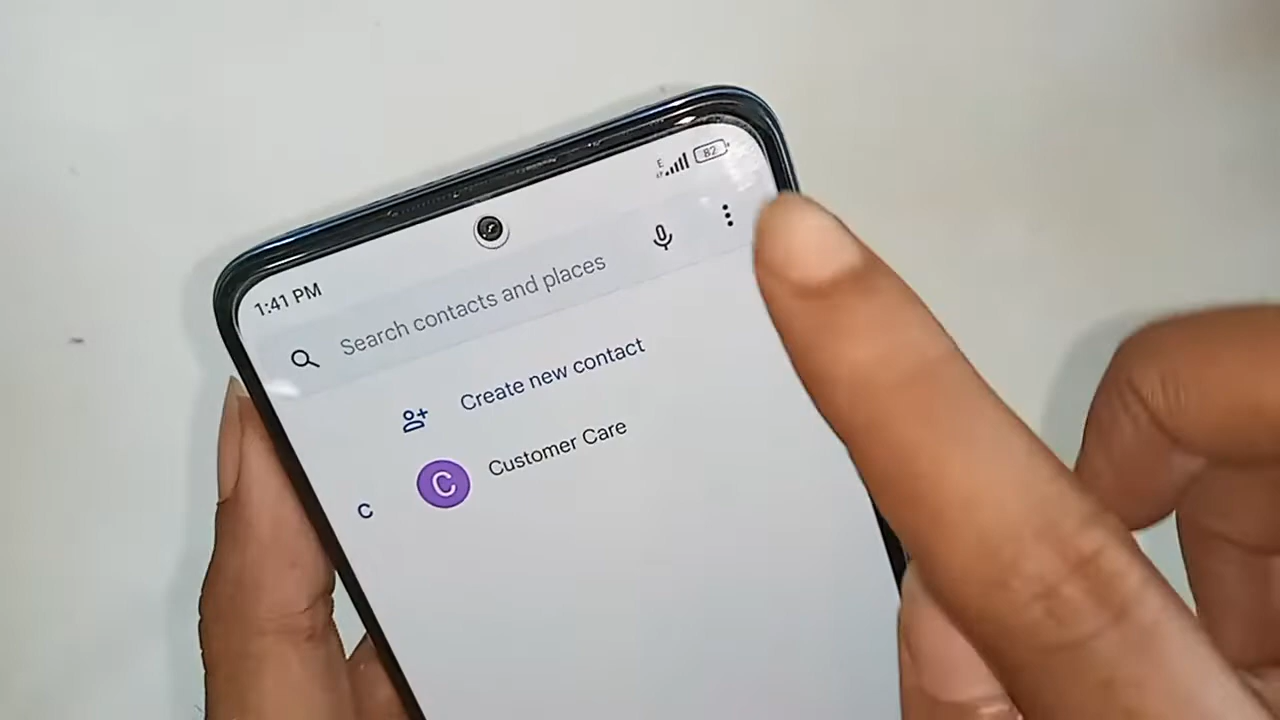 1:41 PM
E
82
Search contacts and places
Create new contact
C
C
Customer Care